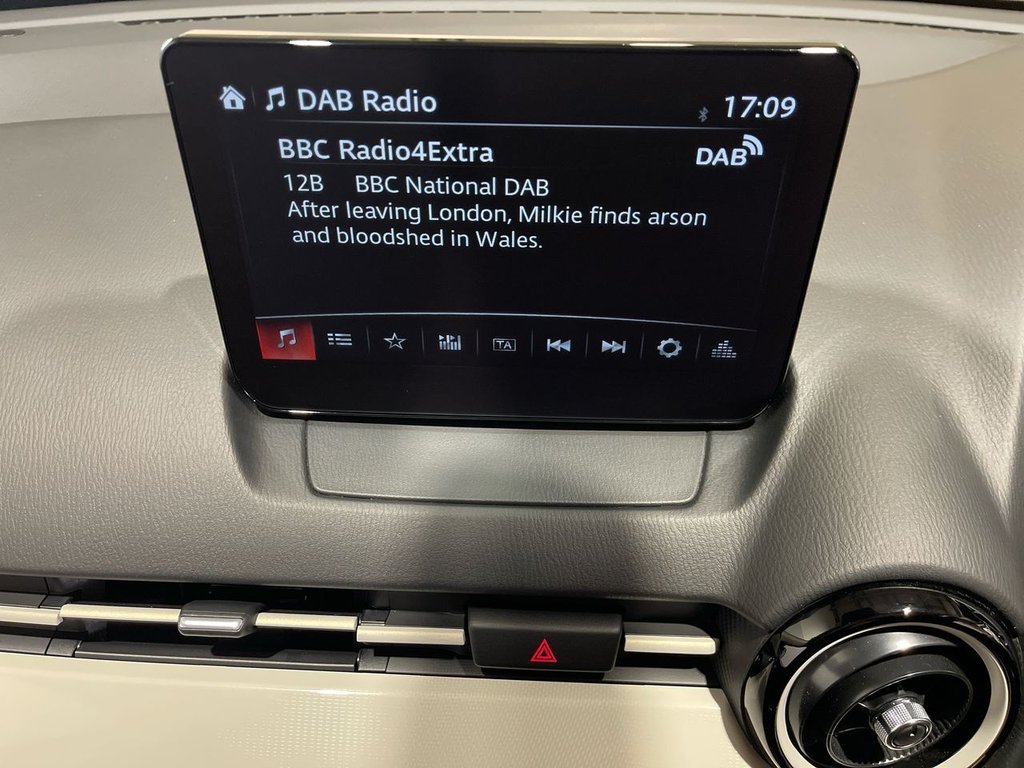 DAB Radio
17:09
BBC Radio4Extra
DAB
12B BBC National DAB
After leaving London, Milkie finds arson
and bloodshed in Wales.
TA